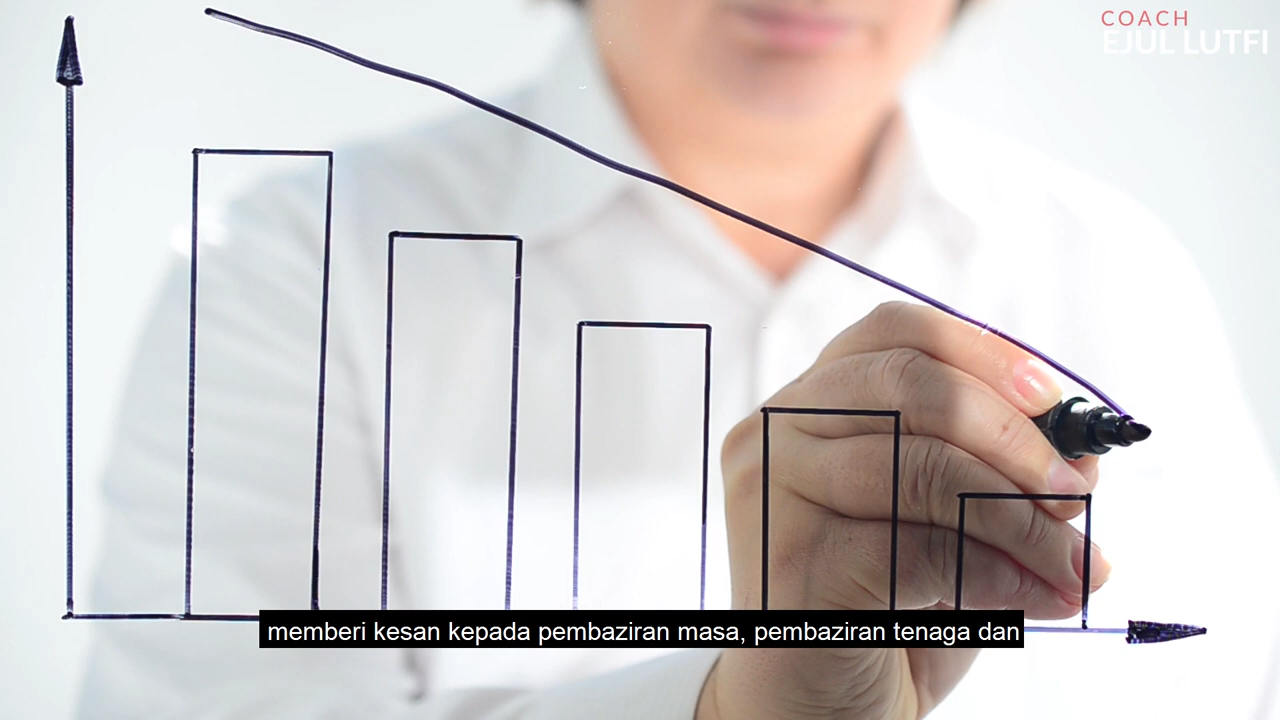 COACH
EJUL LUTFI
memberi kesan kepada pembaziran masa, pembaziran tenaga dan